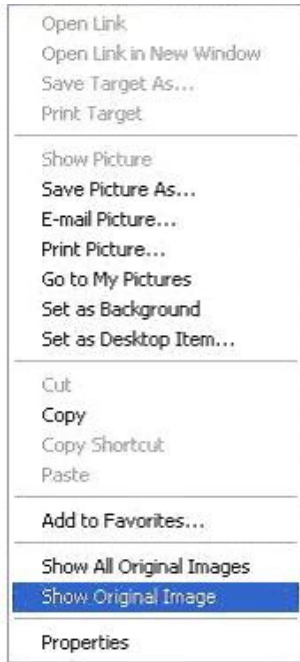 Open Link
Open Link in New Window
Save Target As...
Print Target
Show Picture
Save Picture As...
E-mail Picture...
Print Picture...
Go to My Pictures
Set as Background
Set as Desktop Item...
Cut
Copy
Copy Shortcut
Paste
Add to Favorites...
Show All Original Images
Show Original Image
Properties